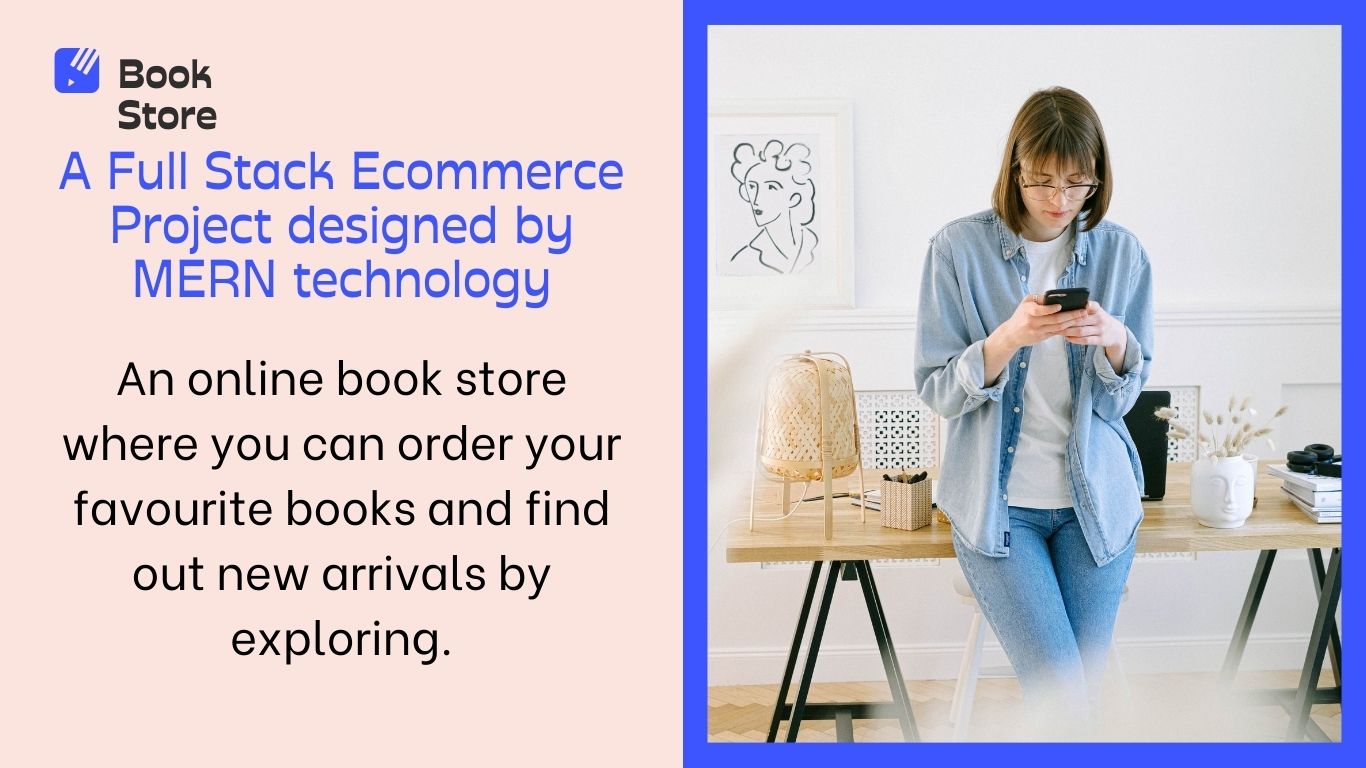 Book
Store
A Full Stack Ecommerce
Project designed by
MERN technology
An online book store
where you can order your
favourite books and find
out new arrivals by
exploring.